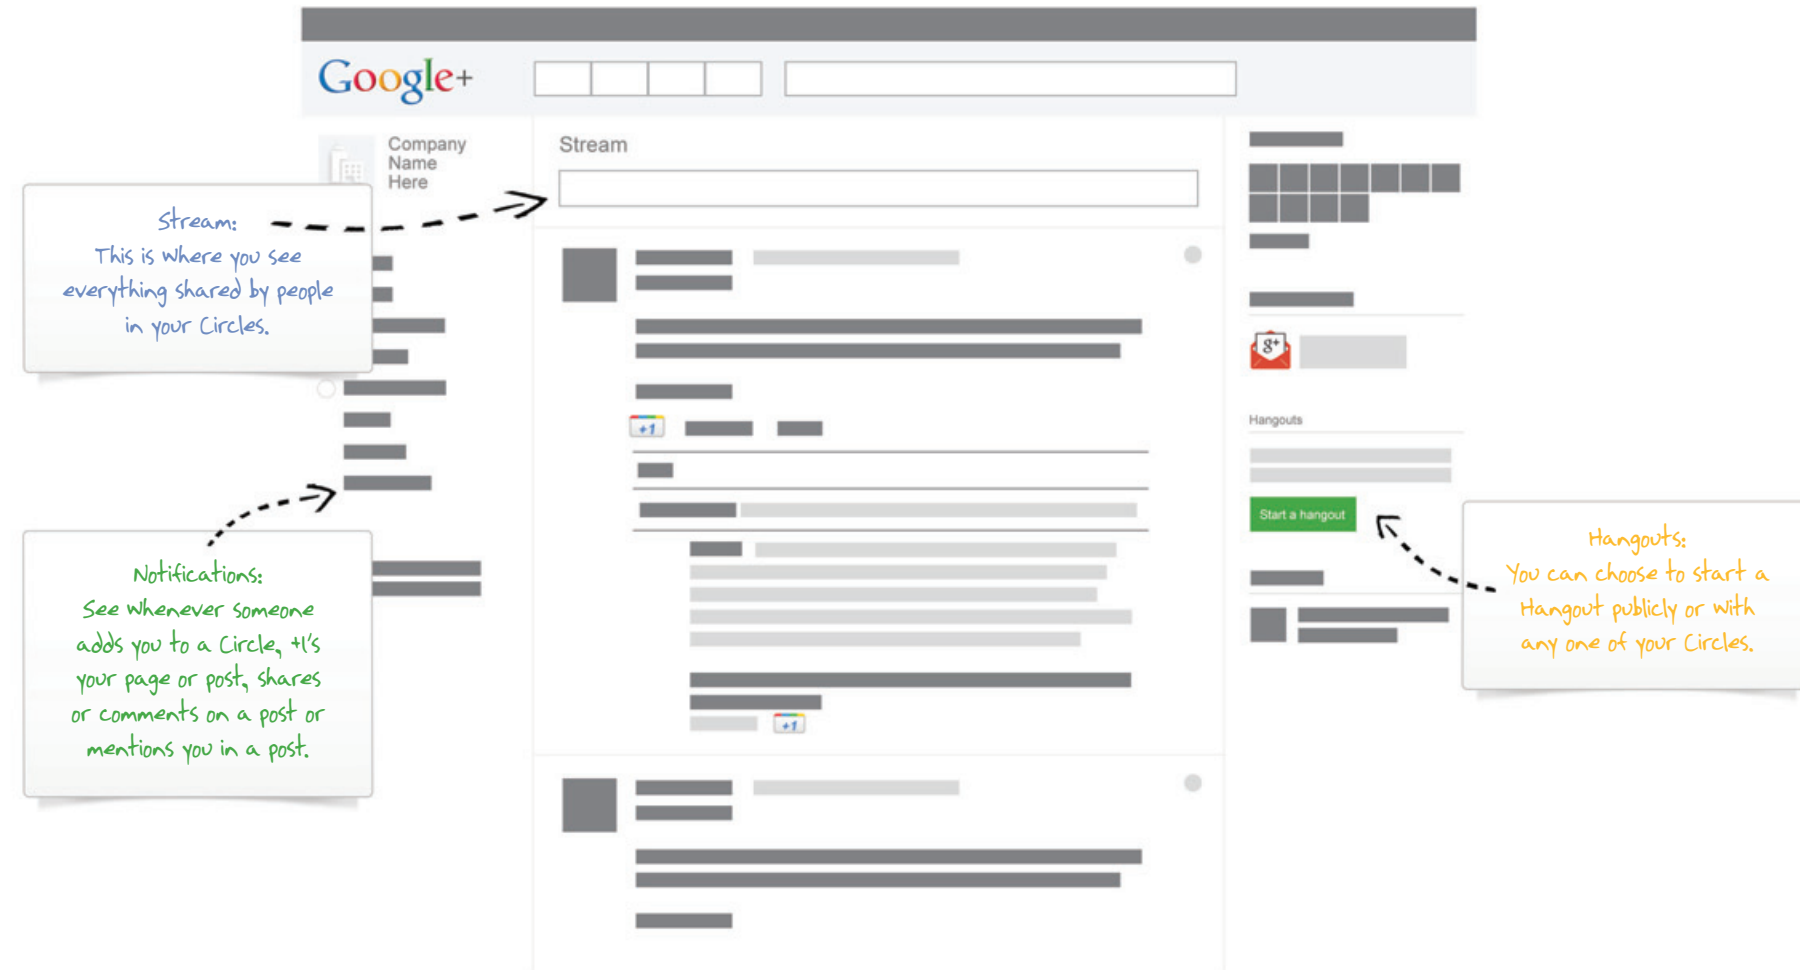 Google+
Company
Name
Here
Stream
Stream:
This is where you see
everything shared by people
in your Circles.
g+
+1
Hangouts
Start a hangout
Notifications:
See whenever someone
adds you to a Circle, +1's
your page or post, shares
or comments on a post or
mentions you in a post.
Hangouts:
You can choose to start a
Hangout publicly or with
any one of your Circles.
+1